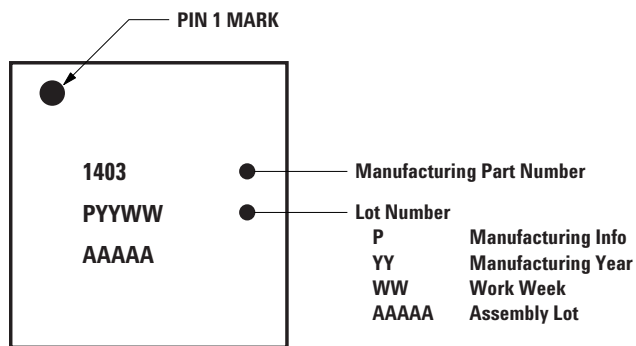 PIN 1 MARK
1403
Manufacturing Part Number
PYYWW
Lot Number
AAAAA
P Manufacturing Info
YY Manufacturing Year
WW Work Week
AAAAA Assembly Lot